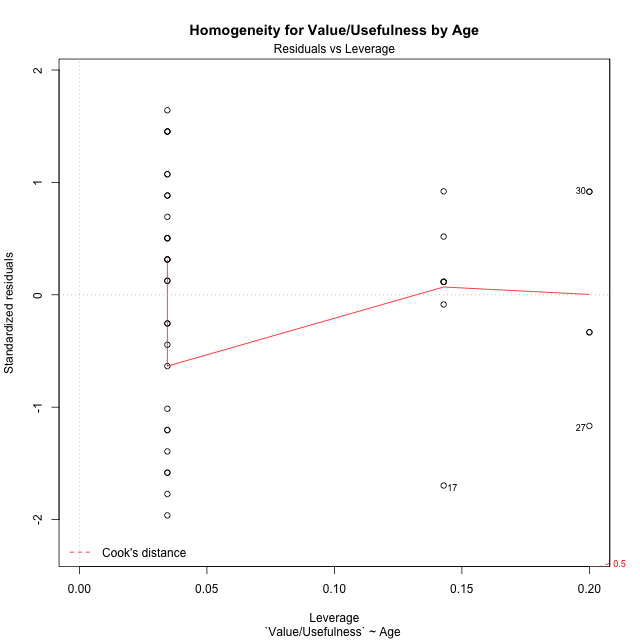 Homogeneity for Value/Usefulness by Age
Residuals vs Leverage
2
1
0
-1
-2
Standardized residuals
30
27
17
Cook's distance
0.5
0.00 0.05 0.10 0.15 0.20
Leverage
`Value/Usefulness` ~ Age